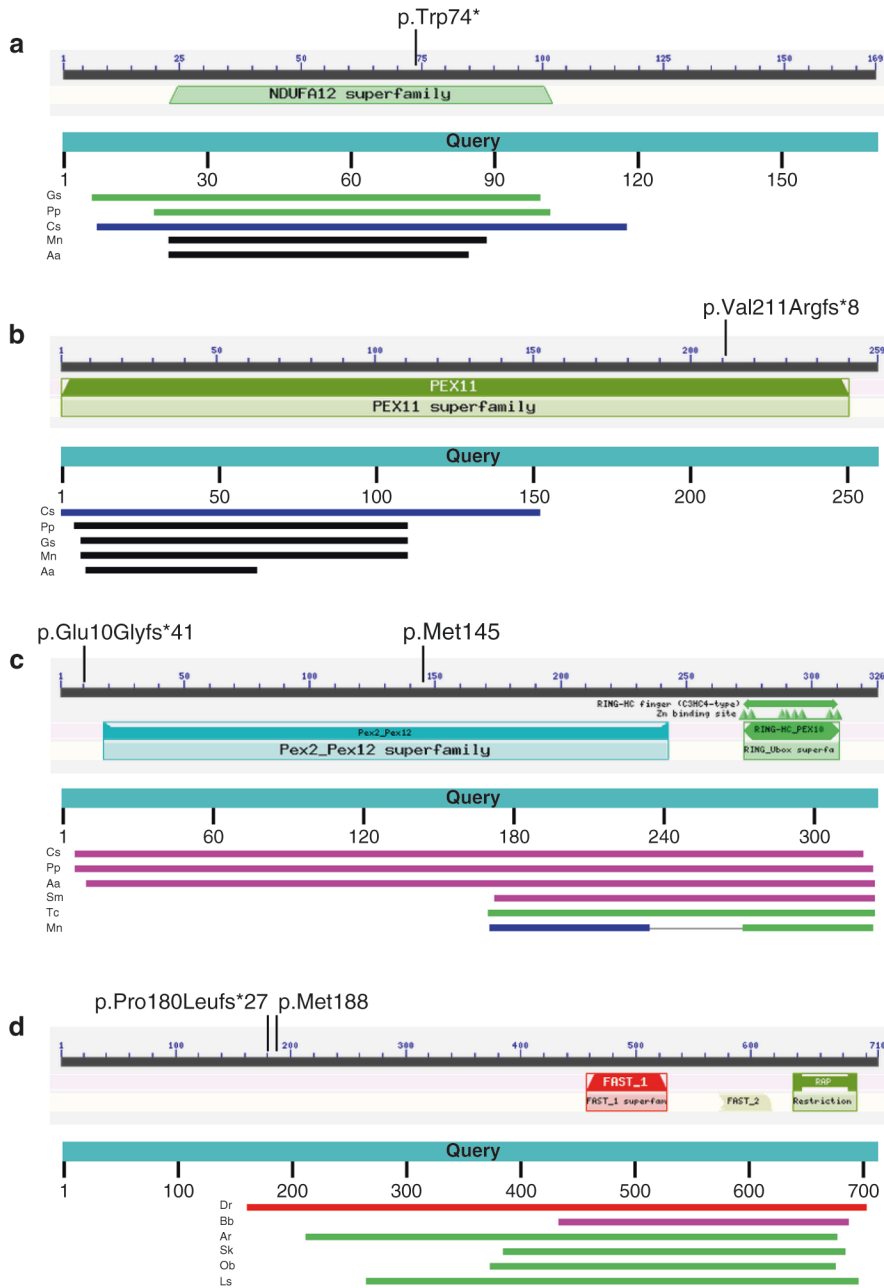 a
p.Trp74*
1 25 50 75 100 125 150 169
NDUFA12 superfamily
Query
1 30 60 90 120 150
Gs
Pp
Cs
Mn
Aa
b
p.Val211Argfs*8
1 50 100 150 200 259
PEX11
PEX11 superfamily
Query
1 50 100 150 200 250
Cs
Pp
Gs
Mn
Aa
p.Glu10Glyfs*41 p.Met145
c
1 50 100 150 200 250 300 326
RING-HC finger (C3HC4-type)
Zn binding site
Pex2_Pex12 RING-HC_PEX10
Pex2_Pex12 superfamily RING_Ubox superfa
Query
1 60 120 180 240 300
Cs
Pp
Aa
Sm
Tc
Mn
p.Pro180Leufs*27 p.Met188
d
1 100 200 300 400 500 600 710
FAST_1 RAP
FAST_1 superfam FAST_2 Restriction
Query
1 100 200 300 400 500 600 700
Dr
Bb
Ar
Sk
Ob
Ls